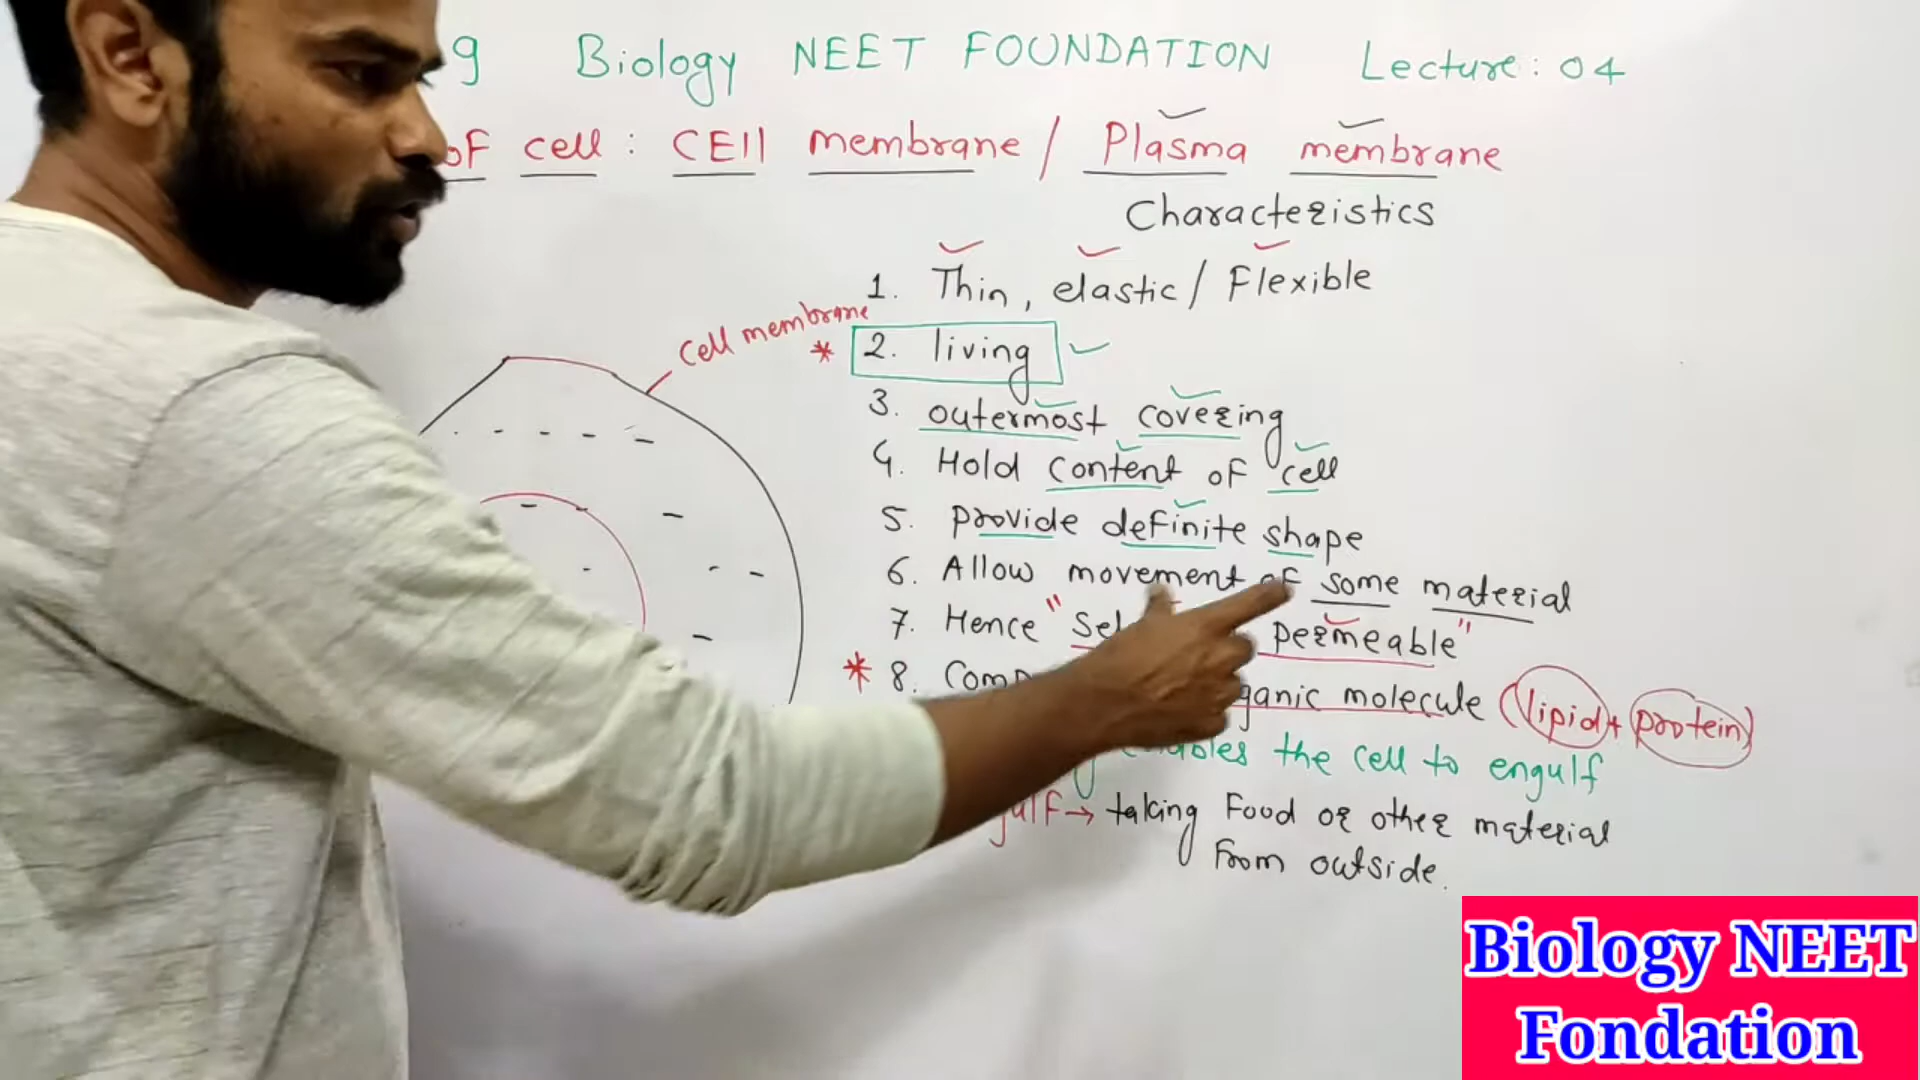 9 Biology NEET FOUNDATION Lecture: 04
OF cell: CEll membrane / Plasma membrane
Characteristics
1. Thin, elastic / Flexible
cell membrane
* 2. living
3. outermost covering
4. Hold content of cell
5. provide definite shape
6. Allow movement of some material
7. Hence " permeable"
* 8. organic molecule (lipid + protein)
enables the cell to engulf
→ taking Food or other material
From outside.
Biology NEET
Fondation